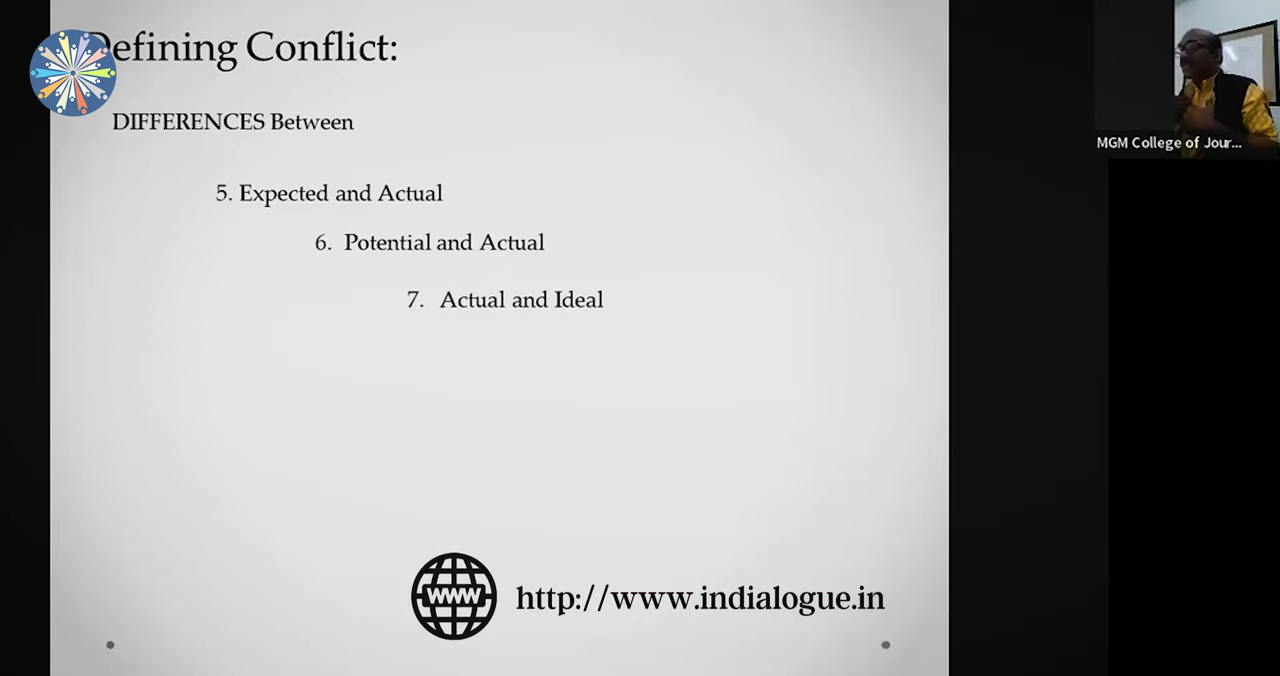 Defining Conflict:
DIFFERENCES Between
5. Expected and Actual
6. Potential and Actual
7. Actual and Ideal
MGM College of Jour...
www
http://www.indialogue.in